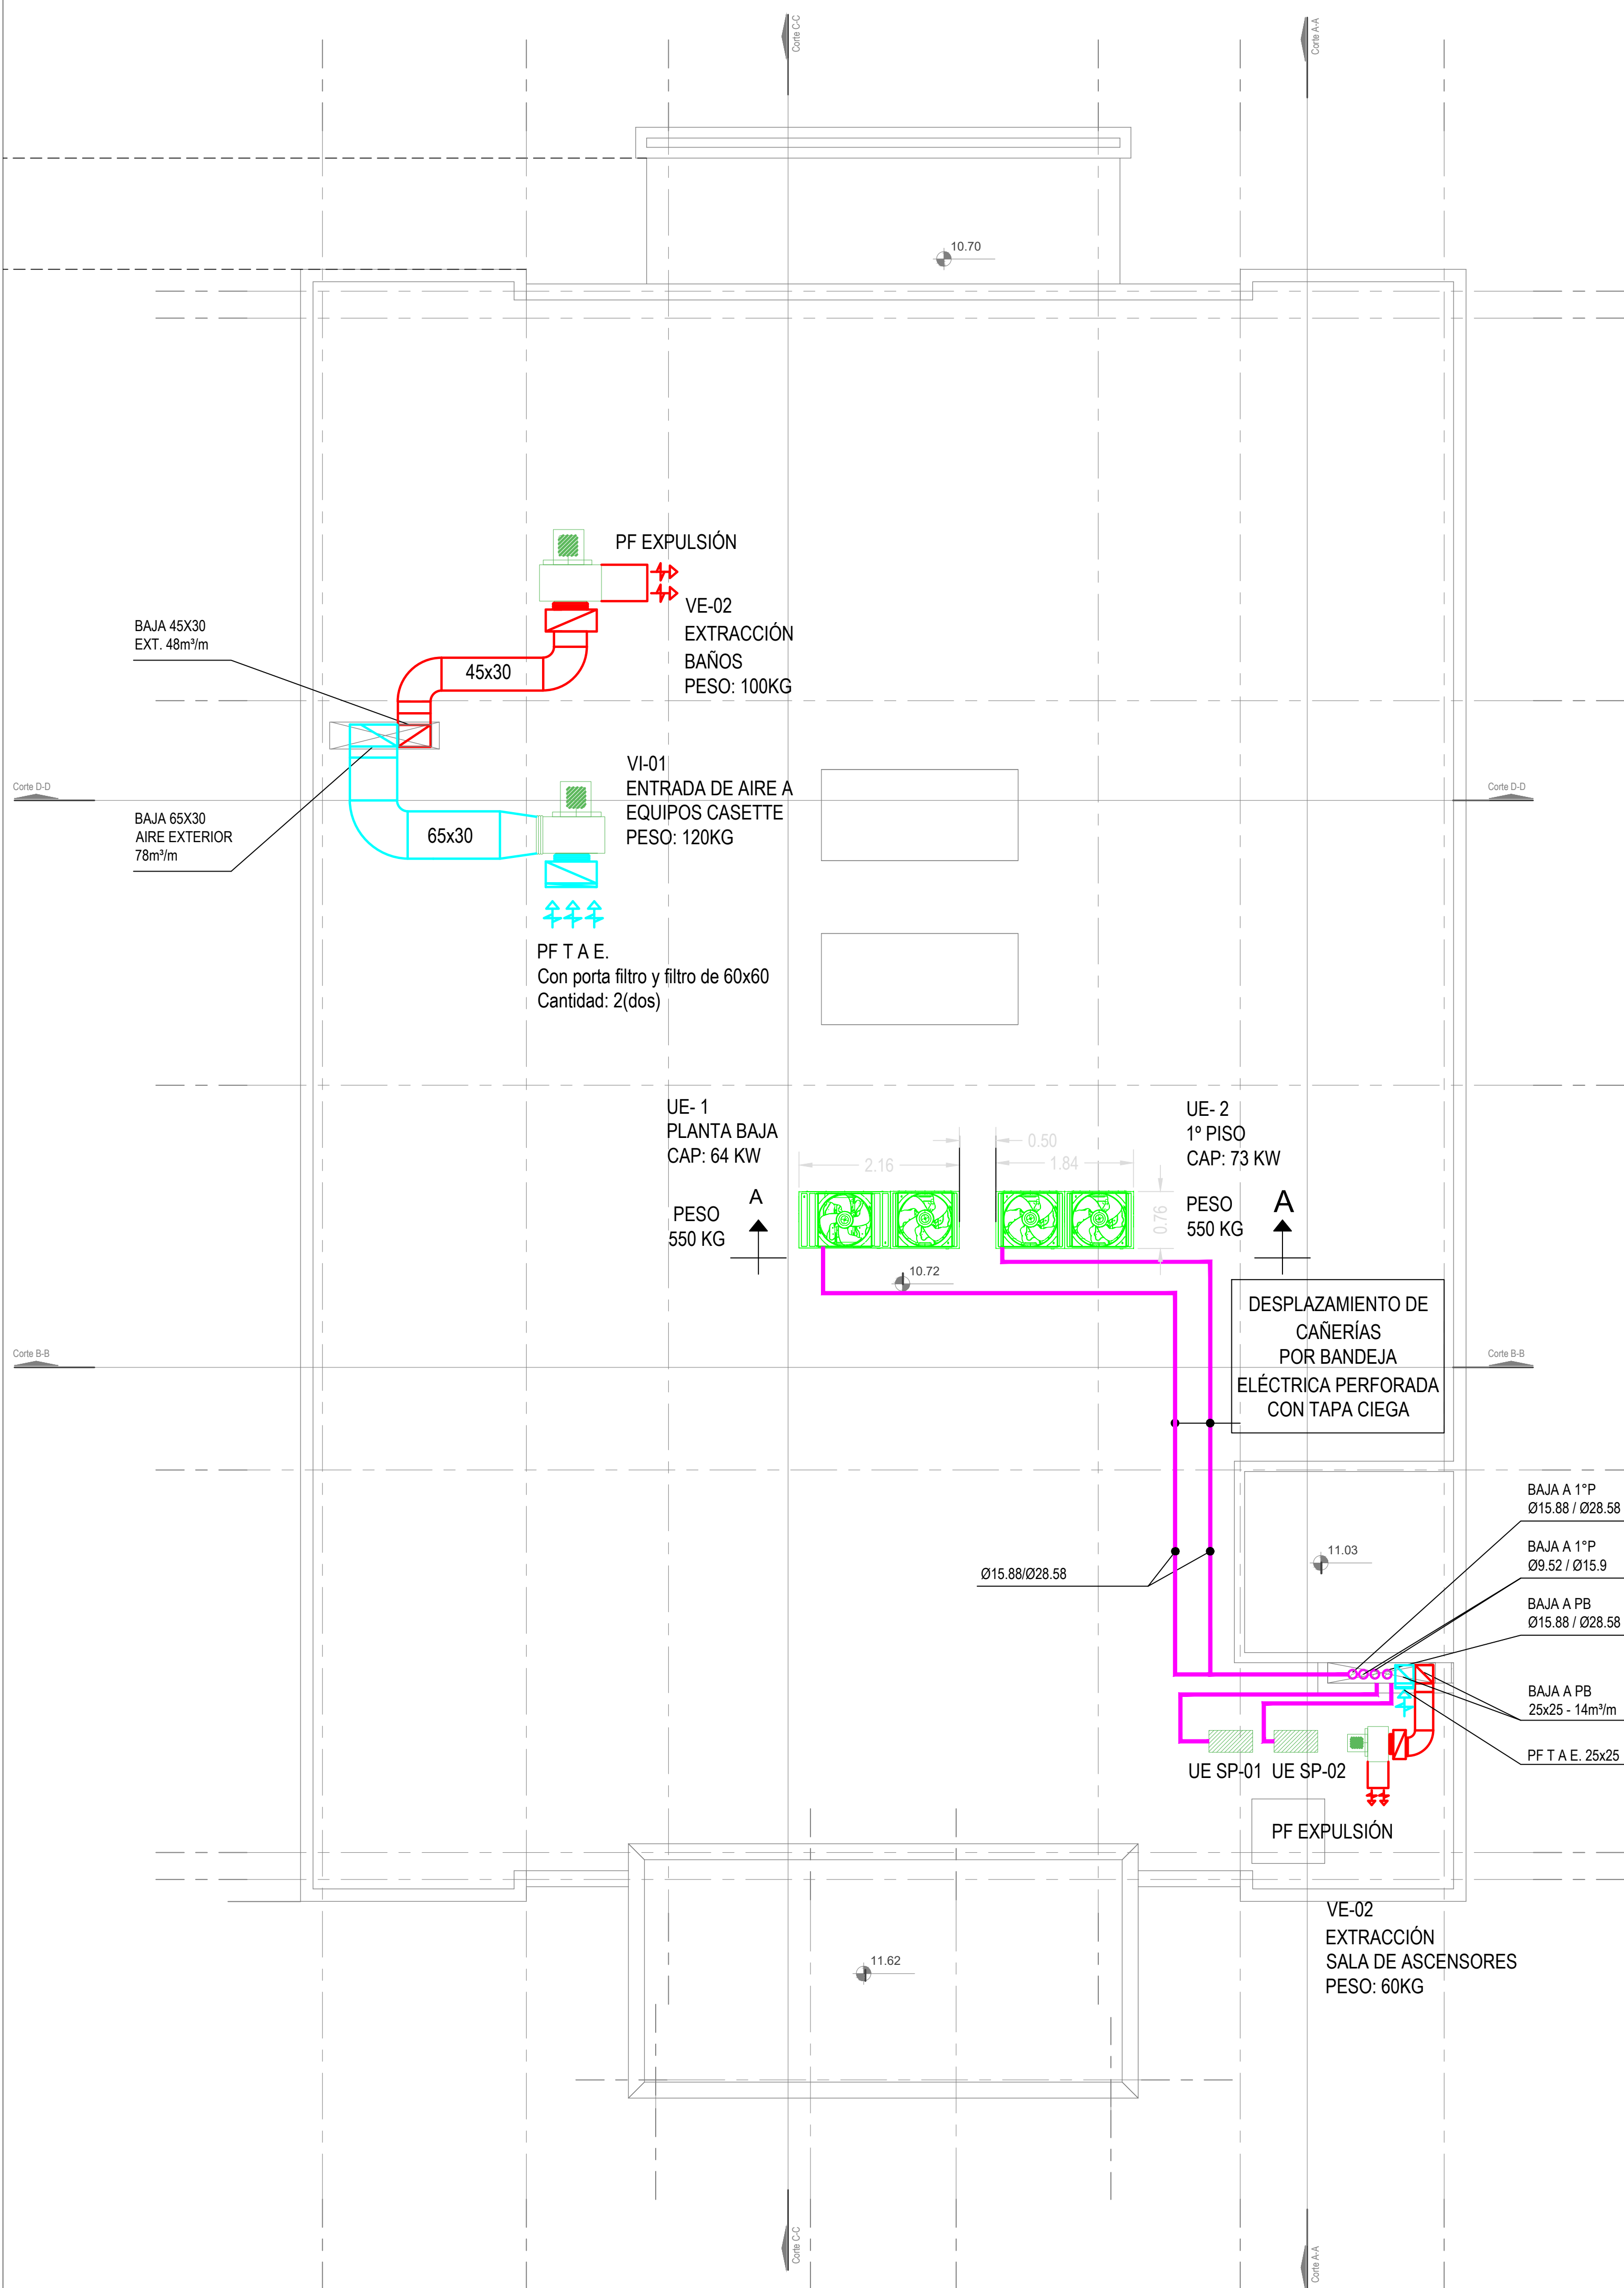 Corte C-C
Corte A-A
10.70
PF EXPULSIÓN
VE-02
EXTRACCIÓN
BAÑOS
PESO: 100KG
BAJA 45X30
EXT. 48m³/m
45x30
VI-01
ENTRADA DE AIRE A
EQUIPOS CASETTE
PESO: 120KG
Corte D-D
Corte D-D
BAJA 65X30
AIRE EXTERIOR
78m³/m
65x30
PF T A E.
Con porta filtro y filtro de 60x60
Cantidad: 2(dos)
UE- 1
PLANTA BAJA
CAP: 64 KW
PESO
550 KG
A
2.16
0.50
1.84
0.76
UE- 2
1º PISO
CAP: 73 KW
PESO
550 KG
A
10.72
DESPLAZAMIENTO DE
CAÑERÍAS
POR BANDEJA
ELÉCTRICA PERFORADA
CON TAPA CIEGA
Corte B-B
Corte B-B
BAJA A 1°P
Ø15.88 / Ø28.58
BAJA A 1°P
Ø9.52 / Ø15.9
BAJA A PB
Ø15.88 / Ø28.58
11.03
Ø15.88/Ø28.58
BAJA A PB
25x25 - 14m³/m
PF T A E. 25x25
UE SP-01
UE SP-02
PF EXPULSIÓN
VE-02
EXTRACCIÓN
SALA DE ASCENSORES
PESO: 60KG
11.62
Corte C-C
Corte A-A